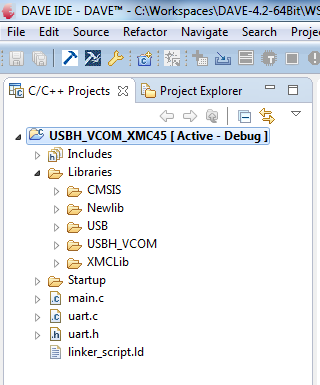 DAVE IDE - DAVE™ - C:\Workspaces\DAVE-4.2-64Bit\WS
File Edit Source Refactor Navigate Search Project
C/C++ Projects Project Explorer
USBH_VCOM_XMC45 [ Active - Debug ]
Includes
Libraries
CMSIS
Newlib
USB
USBH_VCOM
XMCLib
Startup
main.c
uart.c
uart.h
linker_script.ld